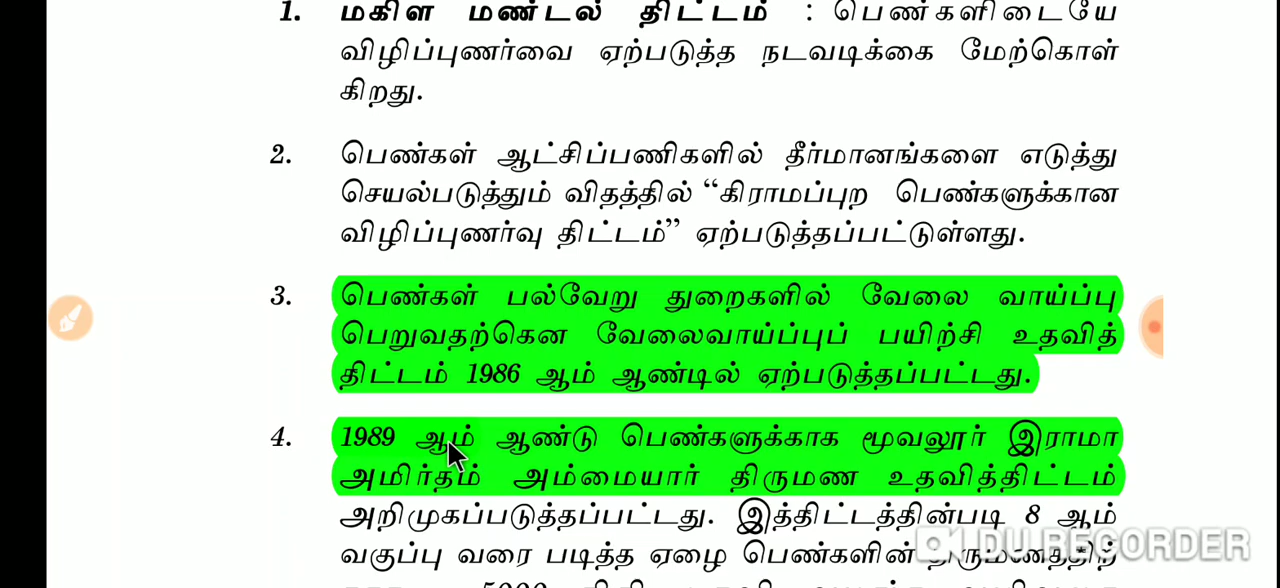 1. மகிள மண்டல் திட்டம் : பெண்களிடையே
விழிப்புணர்வை ஏற்படுத்த நடவடிக்கை மேற்கொள்
கிறது.
2. பெண்கள் ஆட்சிப்பணிகளில் தீர்மானங்களை எடுத்து
செயல்படுத்தும் விதத்தில் “கிராமப்புற பெண்களுக்கான
விழிப்புணர்வு திட்டம்” ஏற்படுத்தப்பட்டுள்ளது.
3. பெண்கள் பல்வேறு துறைகளில் வேலை வாய்ப்பு
பெறுவதற்கென வேலைவாய்ப்புப் பயிற்சி உதவித்
திட்டம் 1986 ஆம் ஆண்டில் ஏற்படுத்தப்பட்டது.
4. 1989 ஆம் ஆண்டு பெண்களுக்காக மூவலூர் இராமா
அமிர்தம் அம்மையார் திருமண உதவித்திட்டம்
அறிமுகப்படுத்தப்பட்டது. இத்திட்டத்தின்படி 8 ஆம்
வகுப்பு வரை படித்த ஏழை பெண்களின் திருமணத்திற்
DU RECORDER